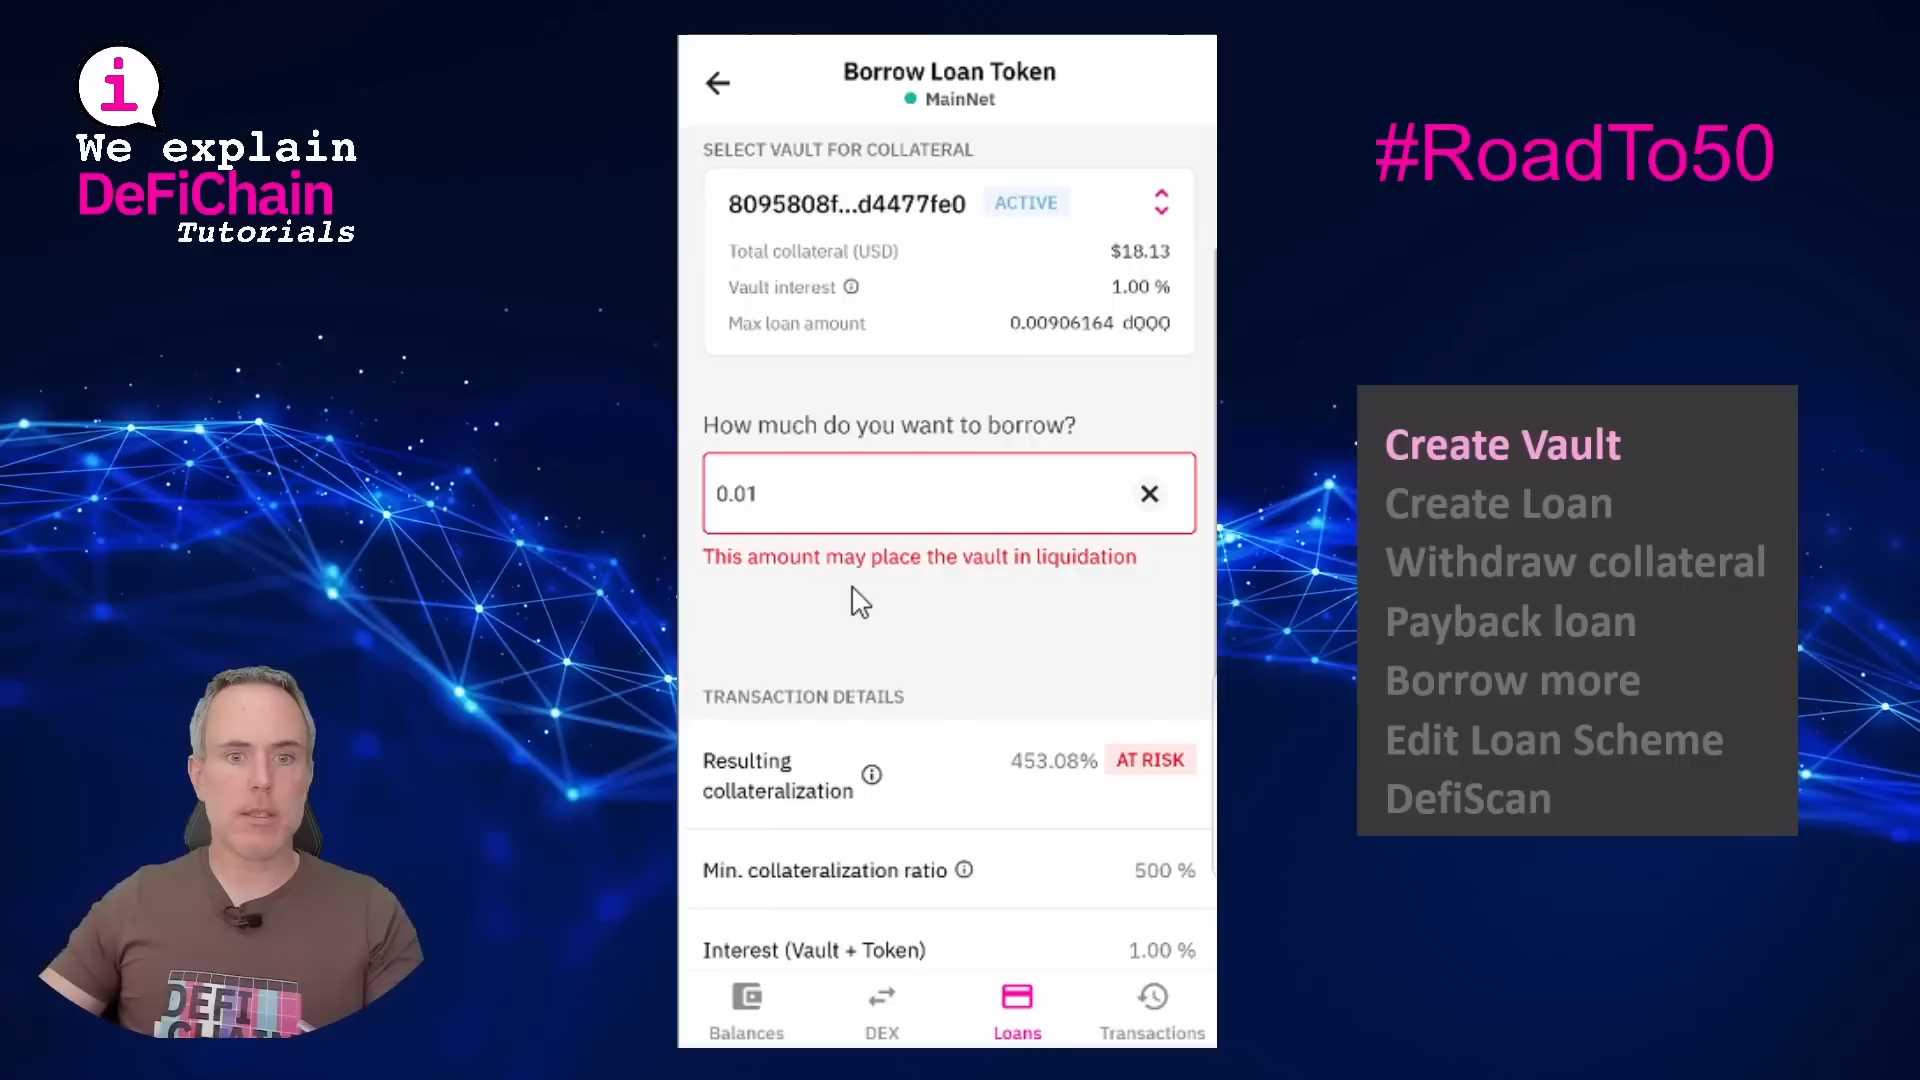 i
We explain
DeFiChain
Tutorials
Borrow Loan Token
MainNet
SELECT VAULT FOR COLLATERAL
8095808f...d4477fe0 ACTIVE
Total collateral (USD) $18.13
Vault interest 1.00 %
Max loan amount 0.00906164 dQQQ
How much do you want to borrow?
0.01
This amount may place the vault in liquidation
TRANSACTION DETAILS
Resulting
collateralization 453.08% AT RISK
Min. collateralization ratio 500 %
Interest (Vault + Token) 1.00 %
Balances DEX Loans Transactions
#RoadTo50
Create Vault
Create Loan
Withdraw collateral
Payback loan
Borrow more
Edit Loan Scheme
DefiScan
DEFI
CHAIN